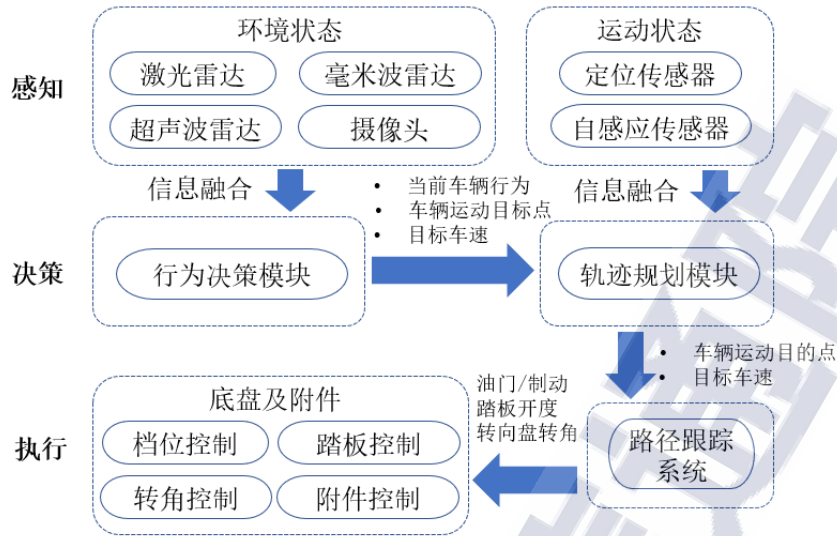 环境状态
运动状态
感知
激光雷达
毫米波雷达
定位传感器
超声波雷达
摄像头
自感应传感器
信息融合
• 当前车辆行为
• 车辆运动目标点
• 目标车速
信息融合
决策
行为决策模块
轨迹规划模块
• 车辆运动目的点
• 目标车速
执行
底盘及附件
档位控制
踏板控制
转角控制
附件控制
油门/制动
踏板开度
转向盘转角
路径跟踪
系统